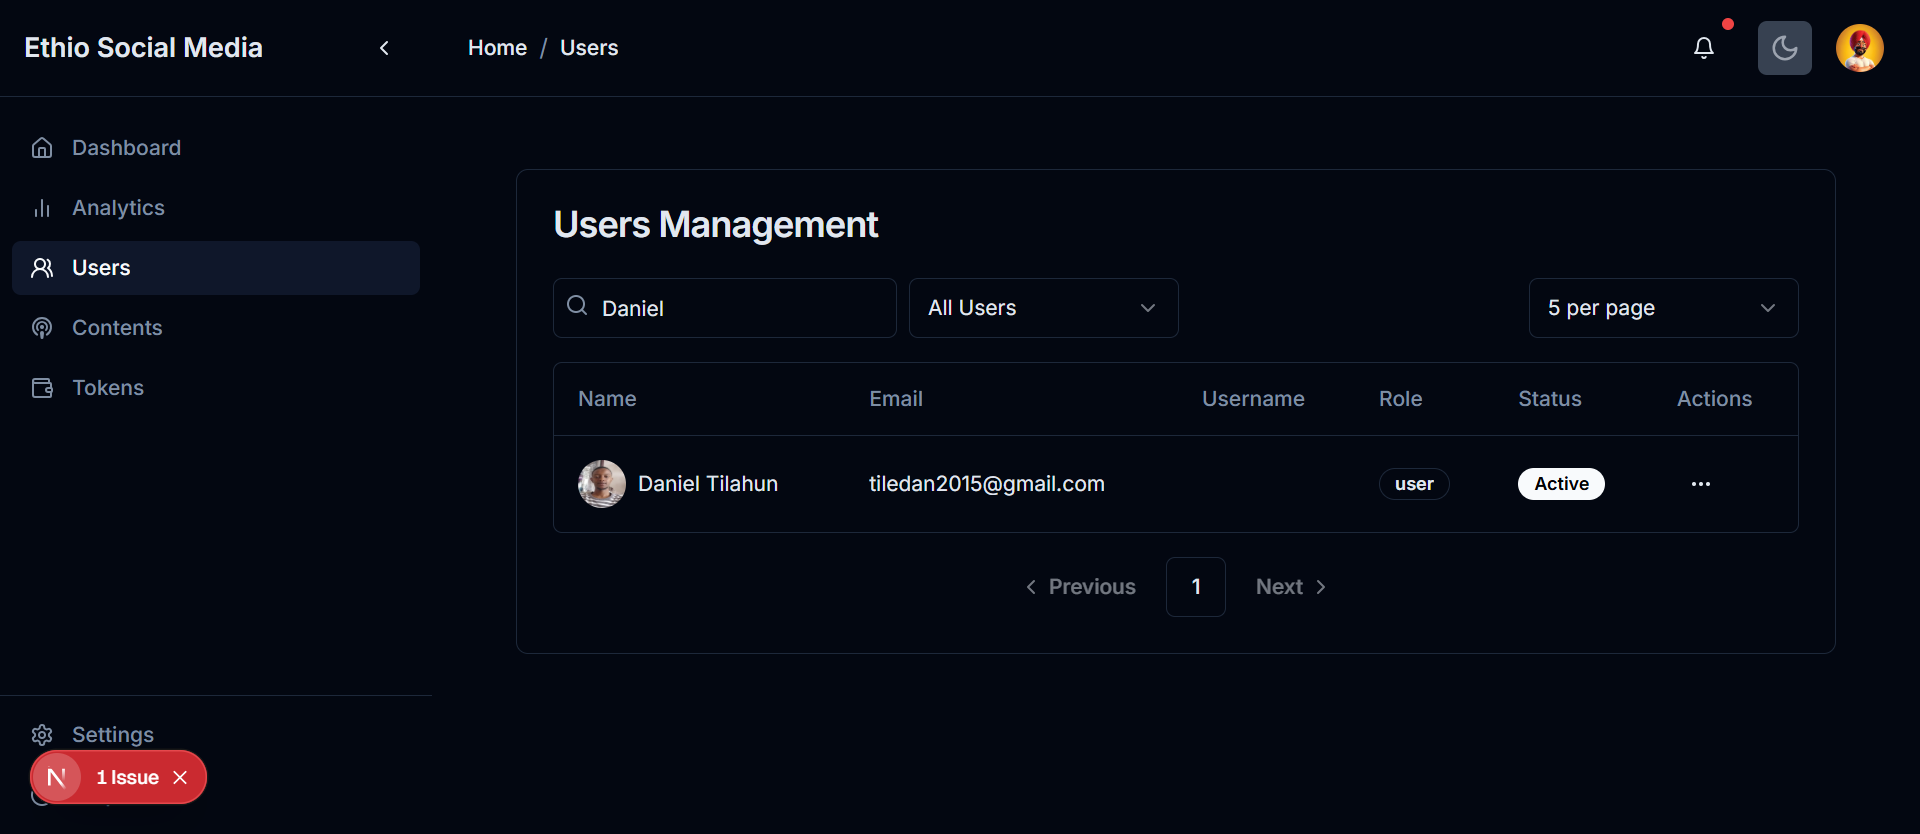 Ethio Social Media
Home / Users
Dashboard
Analytics
Users
Contents
Tokens
Users Management
Daniel
All Users
5 per page
Name Email Username Role Status Actions
Daniel Tilahun tiledan2015@gmail.com user Active
Previous 1 Next
Settings
N 1 Issue